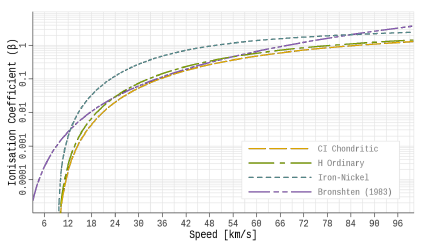 Ionisation Coefficient (β)
1
0.1
0.01
0.001
0.0001
6 12 18 24 30 36 42 48 54 60 66 72 78 84 90 96
Speed [km/s]
CI Chondritic
H Ordinary
Iron-Nickel
Bronshten (1983)